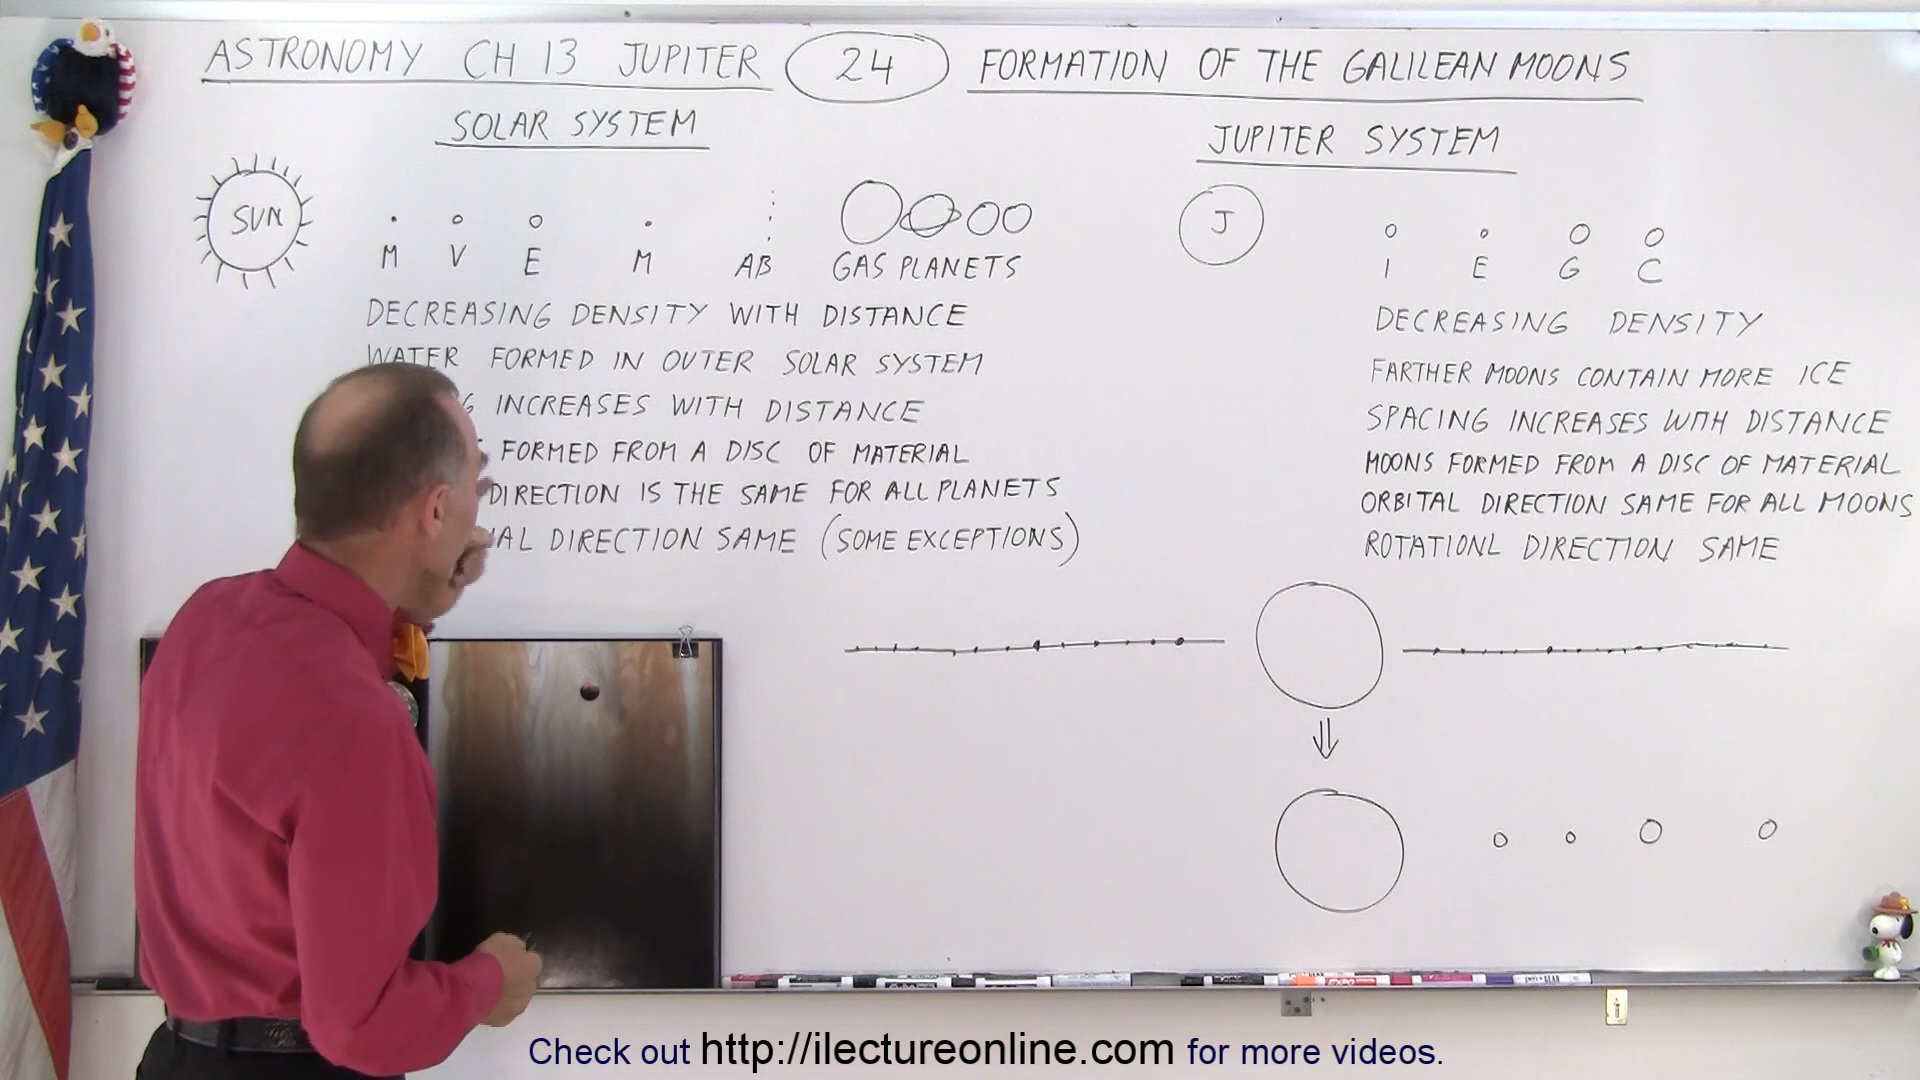 ASTRONOMY CH 13 JUPITER 24 FORMATION OF THE GALILEAN MOONS
SOLAR SYSTEM
SUN
M V E M AB GAS PLANETS
DECREASING DENSITY WITH DISTANCE
WATER FORMED IN OUTER SOLAR SYSTEM
INCREASES WITH DISTANCE
FORMED FROM A DISC OF MATERIAL
DIRECTION IS THE SAME FOR ALL PLANETS
DIRECTION SAME (SOME EXCEPTIONS)
JUPITER SYSTEM
J
I E G C
DECREASING DENSITY
FARTHER MOONS CONTAIN MORE ICE
SPACING INCREASES WITH DISTANCE
MOONS FORMED FROM A DISC OF MATERIAL
ORBITAL DIRECTION SAME FOR ALL MOONS
ROTATIONL DIRECTION SAME
EXPO
Check out http://ilectureonline.com for more videos.